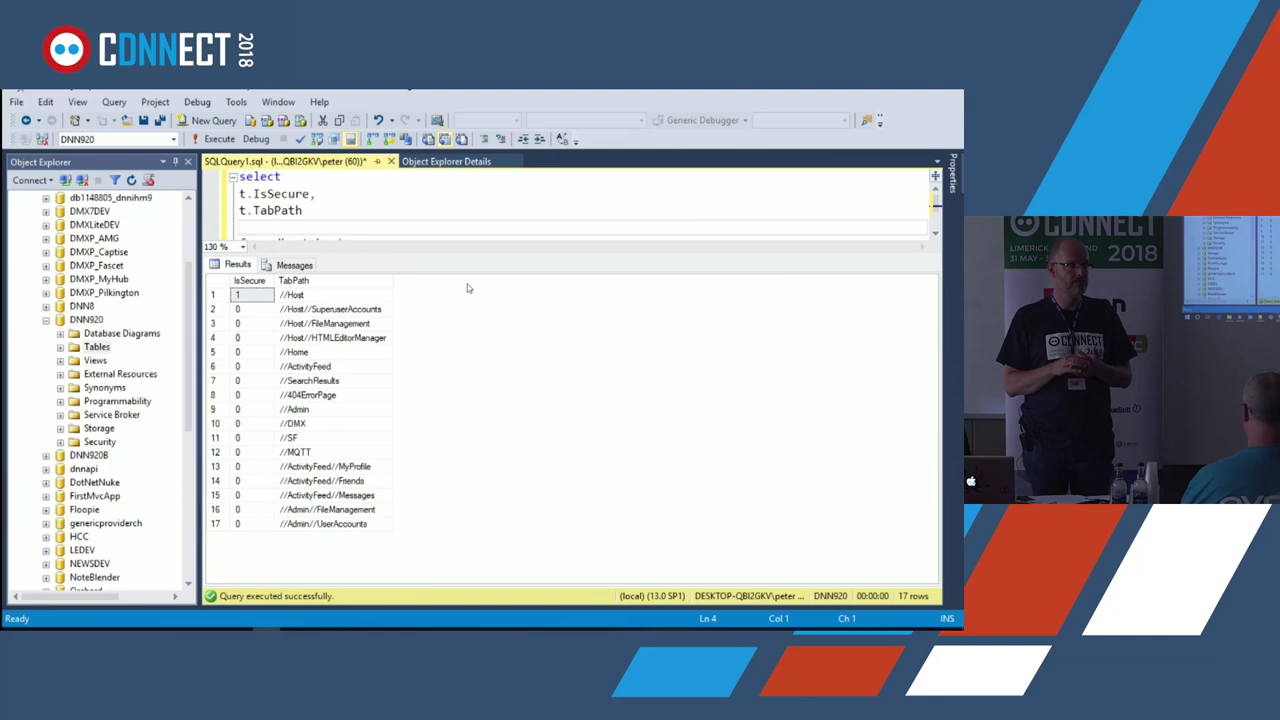 CDNNECT 2018
File Edit View Query Project Debug Tools Window Help
New Query Generic Debugger
DNN920 Execute Debug
Object Explorer
SQLQuery1.sql - (l...QBI2GKV\peter (60))* Object Explorer Details
Properties
Connect
db1148805_dnnihm9
DMX7DEV
DMXLiteDEV
DMXP_AMG
DMXP_Captise
DMXP_Fascet
DMXP_MyHub
DMXP_Pilkington
DNN8
DNN920
Database Diagrams
Tables
Views
External Resources
Synonyms
Programmability
Service Broker
Storage
Security
DNN920B
dnnapi
DotNetNuke
FirstMvcApp
Floopie
genericproviderch
HCC
LEDEV
NEWSDEV
NoteBlender
select
t.IsSecure,
t.TabPath
130 %
Results Messages
IsSecure TabPath
1 1 //Host
2 0 //Host//SuperuserAccounts
3 0 //Host//FileManagement
4 0 //Host//HTMLEditorManager
5 0 //Home
6 0 //ActivityFeed
7 0 //SearchResults
8 0 //404ErrorPage
9 0 //Admin
10 0 //DMX
11 0 //SF
12 0 //MQTT
13 0 //ActivityFeed//MyProfile
14 0 //ActivityFeed//Friends
15 0 //ActivityFeed//Messages
16 0 //Admin//FileManagement
17 0 //Admin//UserAccounts
Query executed successfully. (local) (13.0 SP1) DESKTOP-QBI2GKV\peter ... DNN920 00:00:00 17 rows
Ready Ln 4 Col 1 Ch 1 INS
CONNECT
2018
31 MAY - 3
CONNECT